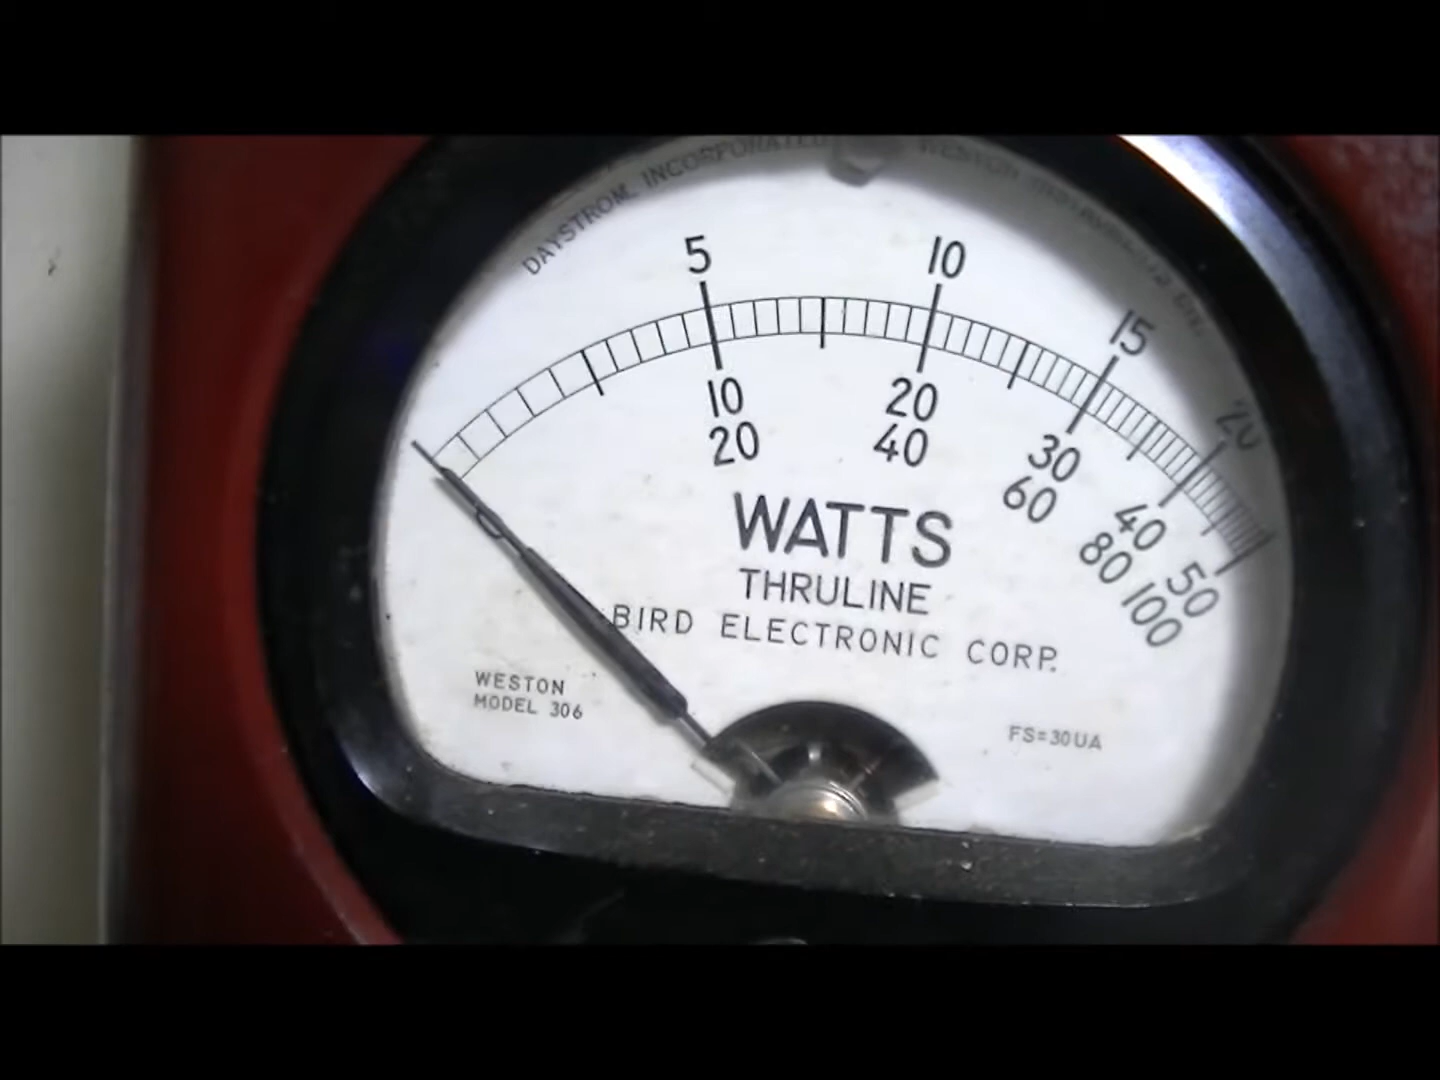 DAYSTROM, INCORPORATED
WESTON
5 10 15 20
10 20 30 40 50
20 40 60 80 100
WATTS
THRULINE
BIRD ELECTRONIC CORP.
WESTON
MODEL 306
FS=30UA